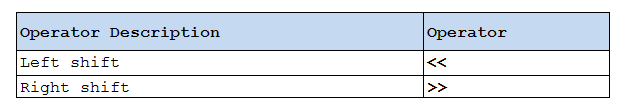 Operator Description Operator
Left shift <<
Right shift >>